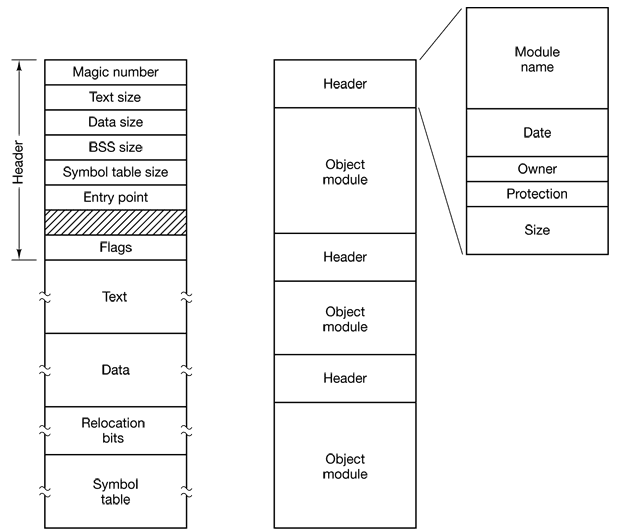 Header
Magic number
Text size
Data size
BSS size
Symbol table size
Entry point
Flags
Text
Data
Relocation
bits
Symbol
table
Header
Object
module
Header
Object
module
Header
Object
module
Module
name
Date
Owner
Protection
Size